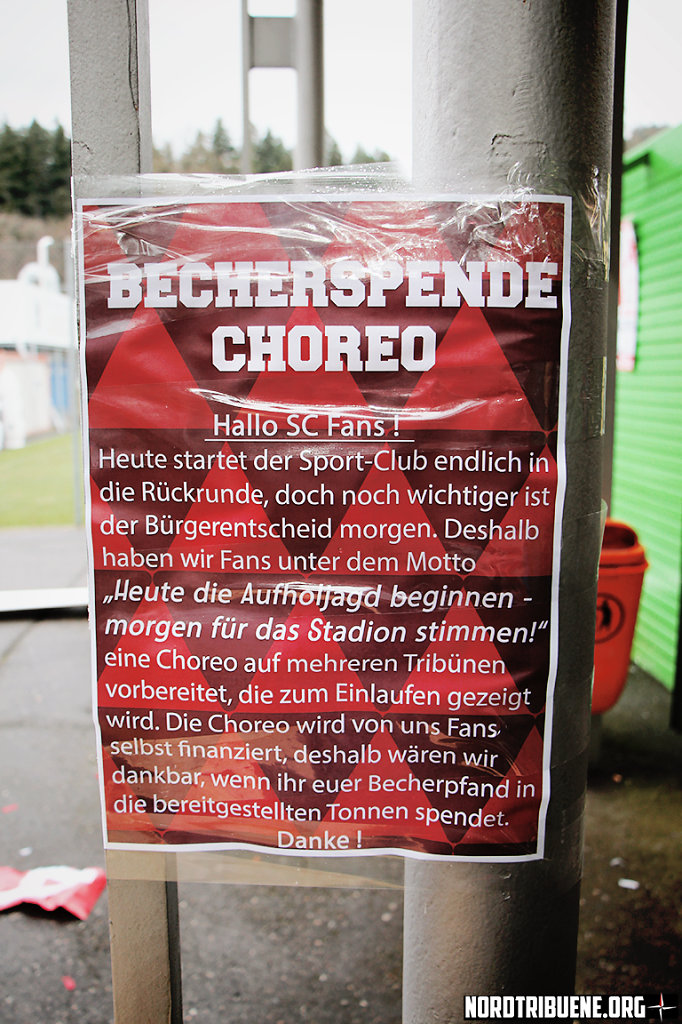 BECHERSPENDE
CHOREO
Hallo SC Fans !
Heute startet der Sport-Club endlich in
die Rückrunde, doch noch wichtiger ist
der Bürgerentscheid morgen. Deshalb
haben wir Fans unter dem Motto
„Heute die Aufholjagd beginnen -
morgen für das Stadion stimmen!“
eine Choreo auf mehreren Tribünen
vorbereitet, die zum Einlaufen gezeigt
wird. Die Choreo wird von uns Fans
selbst finanziert, deshalb wären wir
dankbar, wenn ihr euer Becherpfand in
die bereitgestellten Tonnen spendet.
Danke !
NORDTRIBUENE.ORG